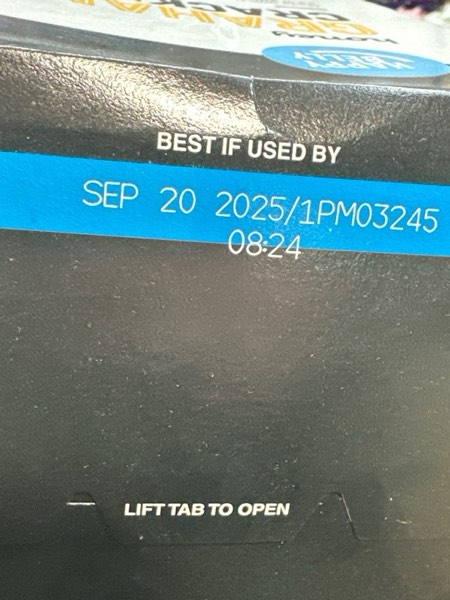 BEST IF USED BY
SEP 20 2025/1PM03245
08:24
LIFT TAB TO OPEN